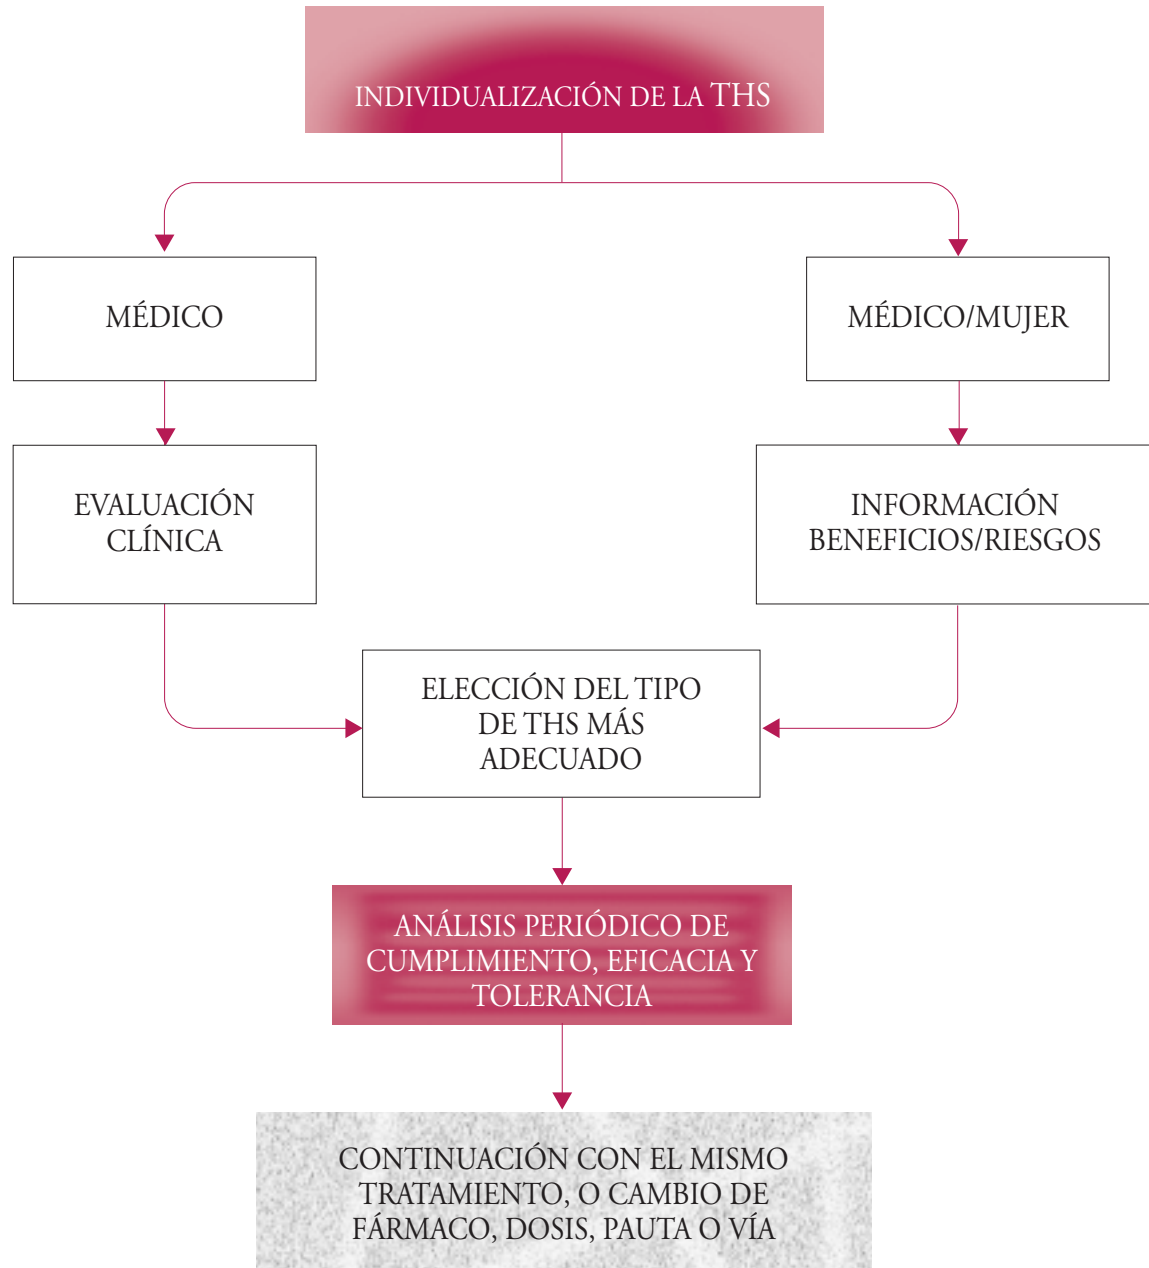 INDIVIDUALIZACIÓN DE LA THS
MÉDICO
MÉDICO/MUJER
EVALUACIÓN
CLÍNICA
INFORMACIÓN
BENEFICIOS/RIESGOS
ELECCIÓN DEL TIPO
DE THS MÁS
ADECUADO
ANÁLISIS PERIÓDICO DE
CUMPLIMIENTO, EFICACIA Y
TOLERANCIA
CONTINUACIÓN CON EL MISMO
TRATAMIENTO, O CAMBIO DE
FÁRMACO, DOSIS, PAUTA O VÍA